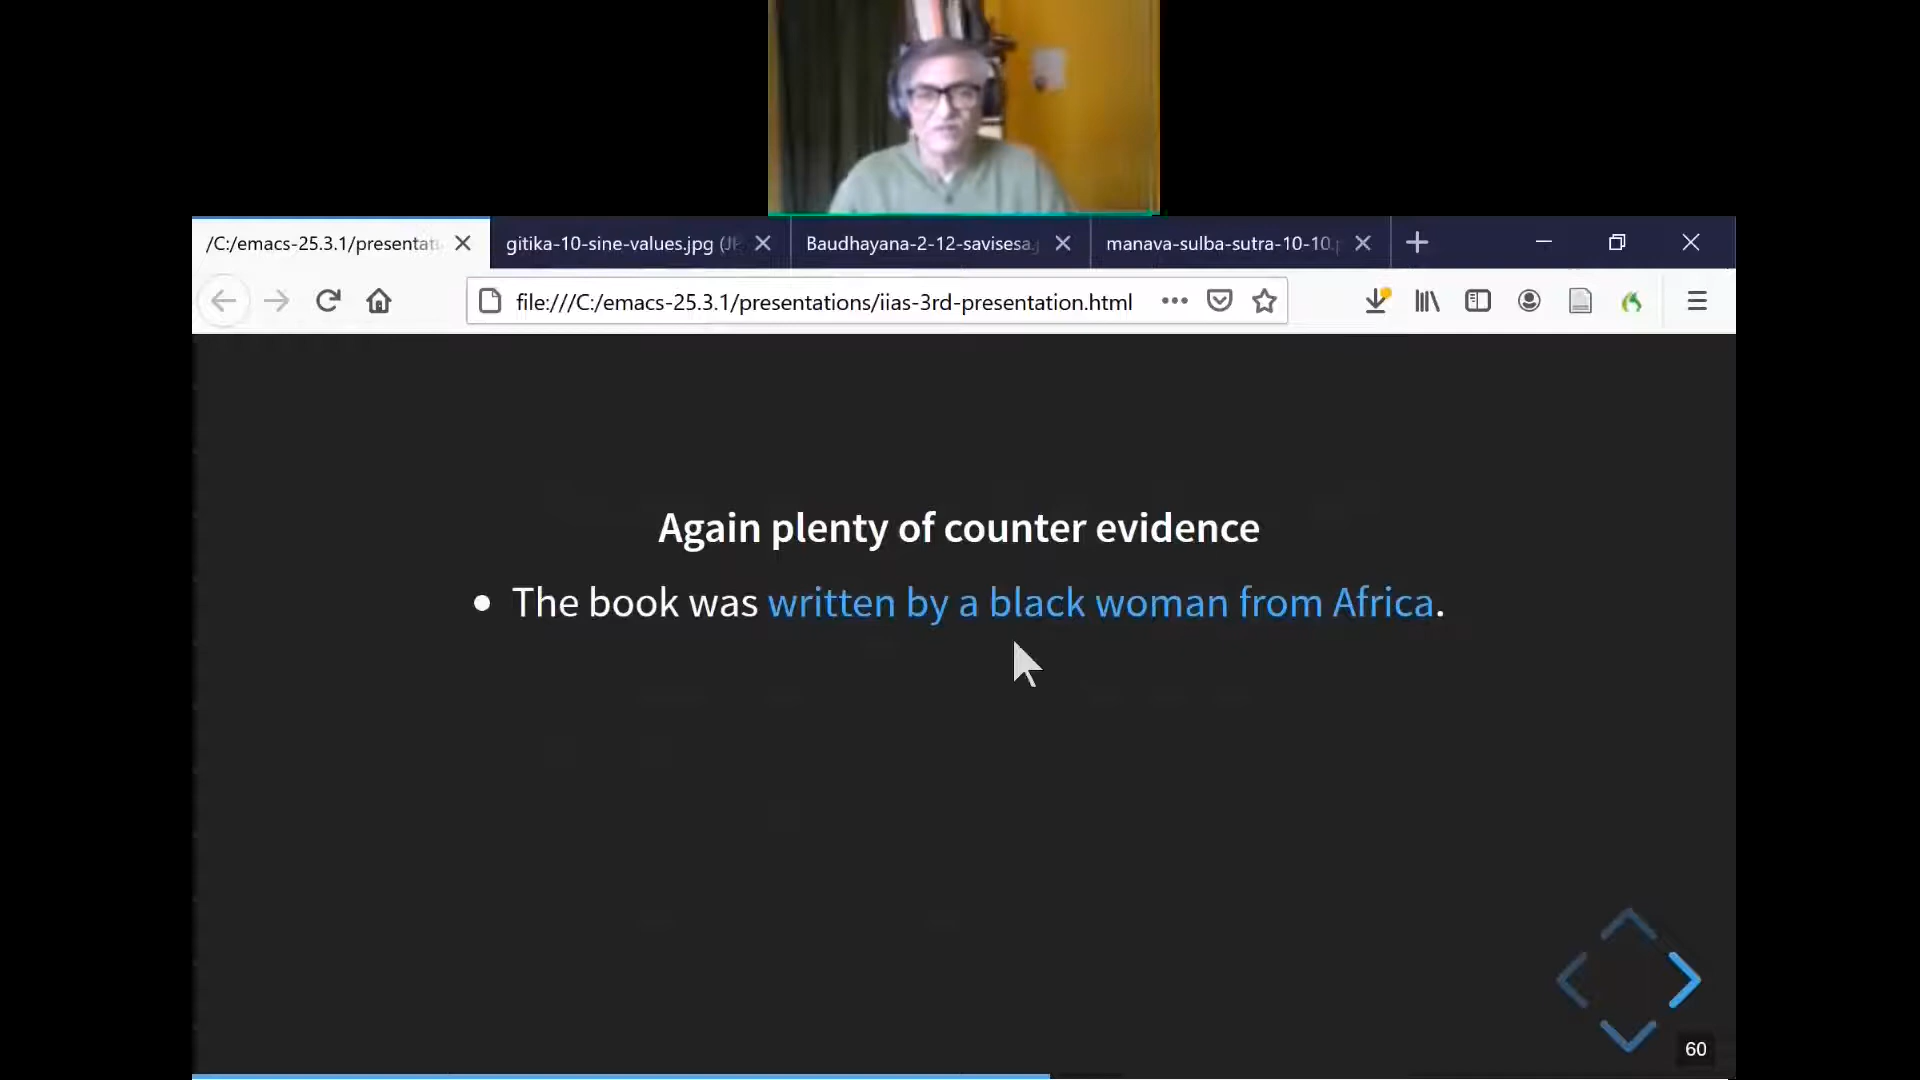 /C:/emacs-25.3.1/presentat
gitika-10-sine-values.jpg (JP
Baudhayana-2-12-savisesa.
manava-sulba-sutra-10-10.
file:///C:/emacs-25.3.1/presentations/iias-3rd-presentation.html
Again plenty of counter evidence
The book was written by a black woman from Africa.
60